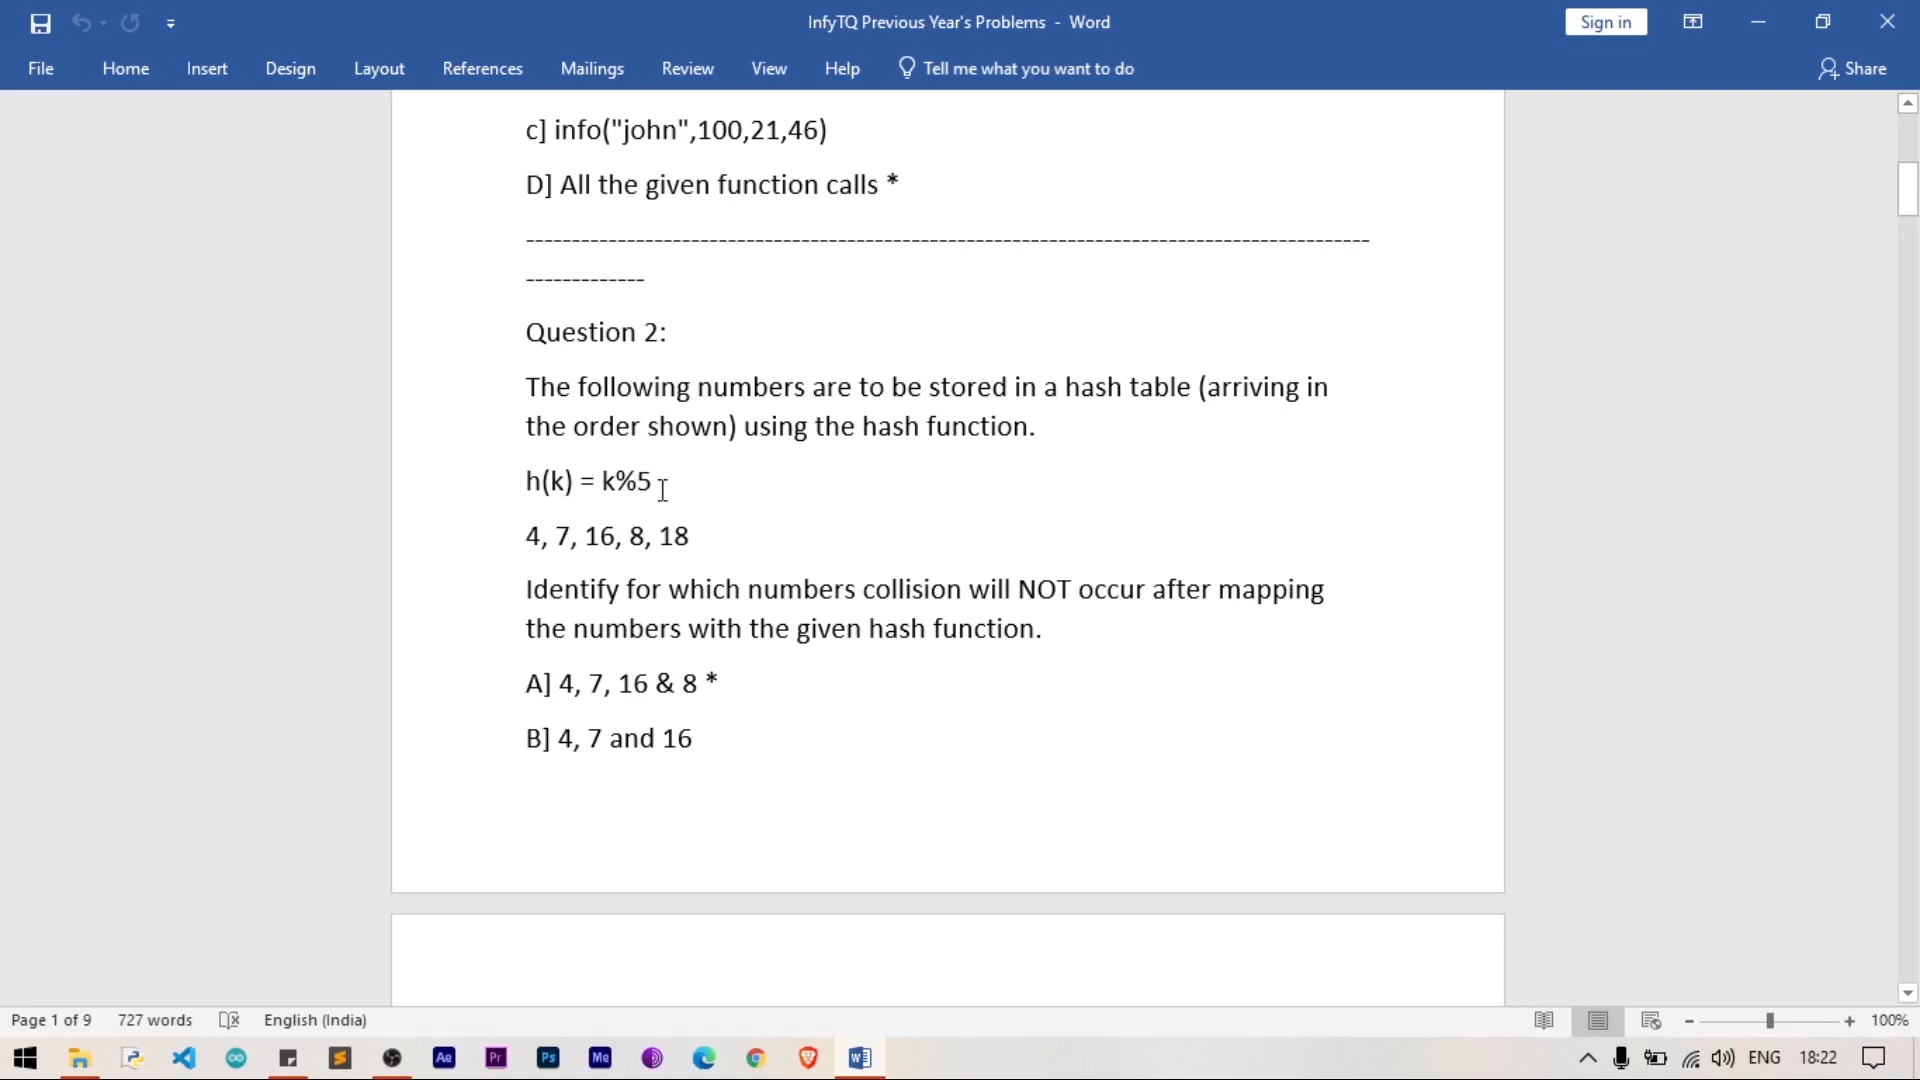 InfyTQ Previous Year's Problems - Word
Sign in
File Home Insert Design Layout References Mailings Review View Help Tell me what you want to do Share
c] info("john",100,21,46)
D] All the given function calls *
--------------------------------------------------------------------------------------------
-------------
Question 2:
The following numbers are to be stored in a hash table (arriving in
the order shown) using the hash function.
h(k) = k%5
4, 7, 16, 8, 18
Identify for which numbers collision will NOT occur after mapping
the numbers with the given hash function.
A] 4, 7, 16 & 8 *
B] 4, 7 and 16
Page 1 of 9 727 words English (India) 100%
Ae Pr Ps Me ENG 18:22